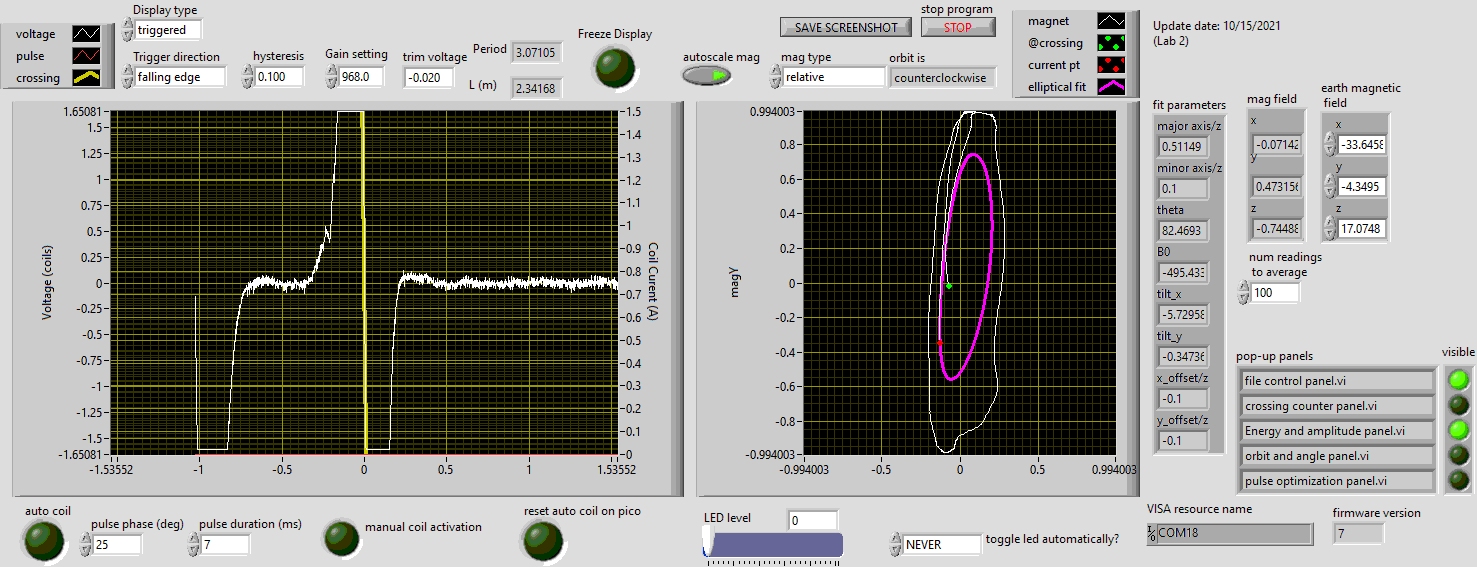 voltage
pulse
crossing
Display type
triggered
Trigger direction
falling edge
hysteresis
0.100
Gain setting
968.0
trim voltage
-0.020
Period
3.07105
L (m)
2.34168
Freeze Display
SAVE SCREENSHOT
stop program
STOP
autoscale mag
mag type
relative
orbit is
counterclockwise
magnet
@crossing
current pt
elliptical fit
Update date: 10/15/2021
(Lab 2)
Voltage (coils)
1.65081
1.5
1.25
1
0.75
0.5
0.25
0
-0.25
-0.5
-0.75
-1
-1.25
-1.5
-1.65081
-1.53552
-1
-0.5
0
0.5
1
1.53552
1.5
1.4
1.3
1.2
1.1
1
0.9
0.8
0.7
0.6
0.5
0.4
0.3
0.2
0.1
0
Coil Current (A)
magY
0.994003
0.8
0.6
0.4
0.2
0
-0.2
-0.4
-0.6
-0.8
-0.994003
-0.994003
-0.5
0
0.5
0.994003
fit parameters
major axis/z
0.51149
minor axis/z
0.1
theta
82.4693
B0
-495.433
tilt_x
-5.72958
tilt_y
-0.34736
x_offset/z
-0.1
y_offset/z
-0.1
mag field
x
-0.07142
y
0.473156
z
-0.74488
earth magnetic
field
x
-33.6458
y
-4.3495
z
17.0748
num readings
to average
100
pop-up panels
visible
file control panel.vi
crossing counter panel.vi
Energy and amplitude panel.vi
orbit and angle panel.vi
pulse optimization panel.vi
auto coil
pulse phase (deg)
25
pulse duration (ms)
7
manual coil activation
reset auto coil on pico
LED level
0
NEVER
toggle led automatically?
VISA resource name
COM18
firmware version
7